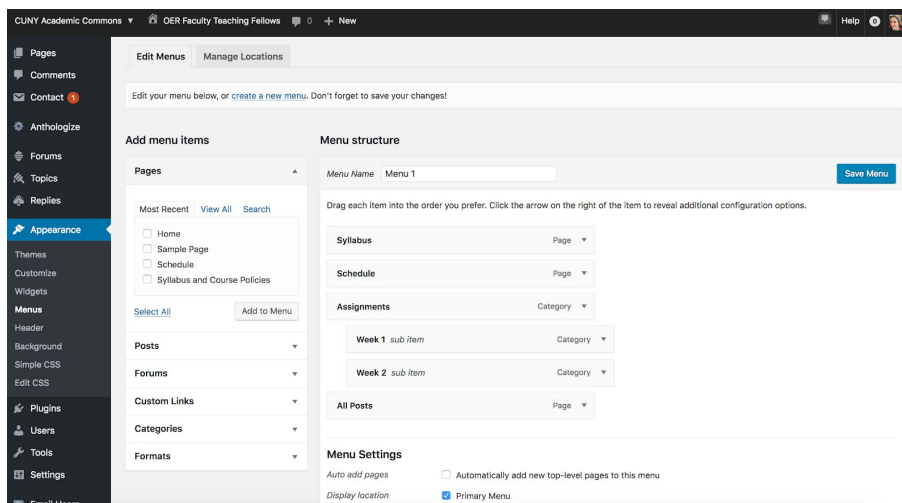 CUNY Academic Commons ▼ OER Faculty Teaching Fellows 0 + New Help 0
Pages
Comments
Contact 1
Anthologize
Forums
Topics
Replies
Appearance
Themes
Customize
Widgets
Menus
Header
Background
Simple CSS
Edit CSS
Plugins
Users
Tools
Settings
Email Users
Edit Menus Manage Locations
Edit your menu below, or create a new menu. Don't forget to save your changes!
Add menu items
Pages
Most Recent View All Search
Home
Sample Page
Schedule
Syllabus and Course Policies
Select All Add to Menu
Posts
Forums
Custom Links
Categories
Formats
Menu structure
Menu Name Menu 1 Save Menu
Drag each item into the order you prefer. Click the arrow on the right of the item to reveal additional configuration options.
Syllabus Page
Schedule Page
Assignments Category
Week 1 sub item Category
Week 2 sub item Category
All Posts Page
Menu Settings
Auto add pages Automatically add new top-level pages to this menu
Display location Primary Menu